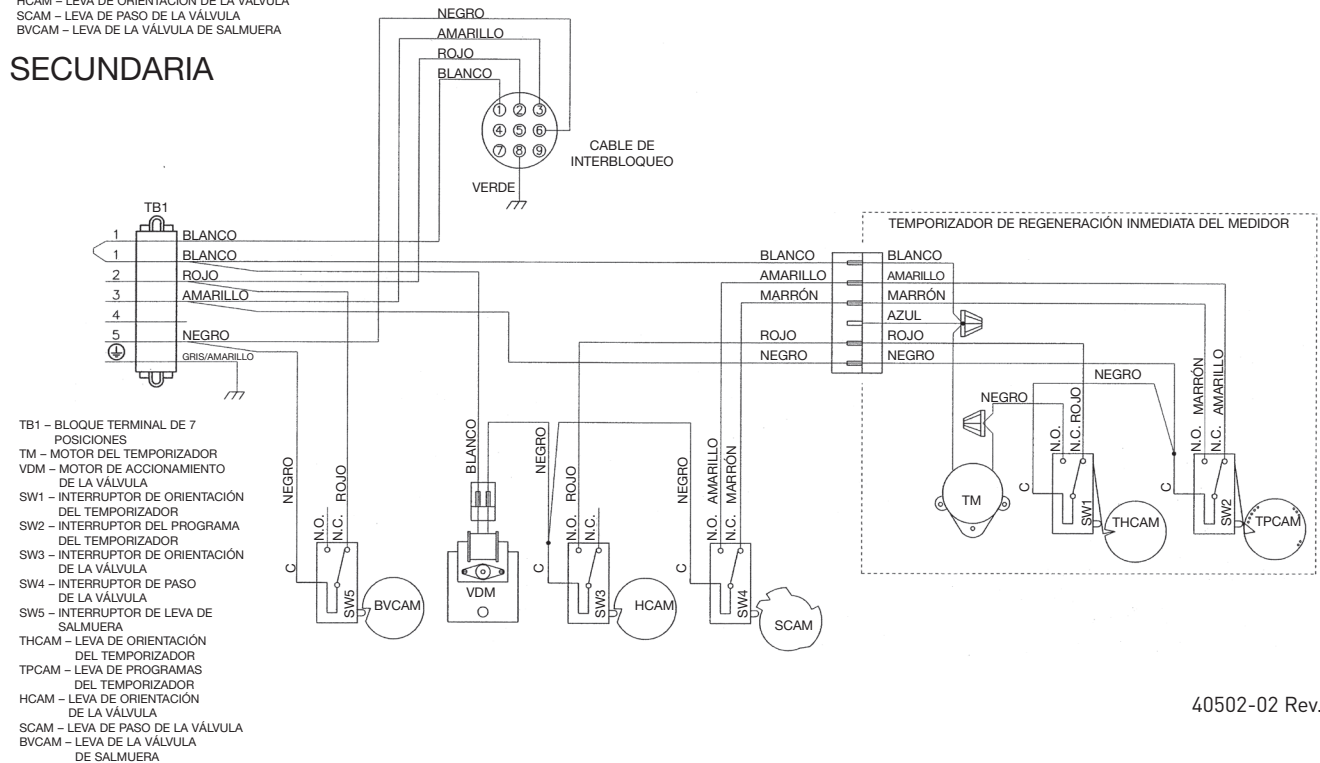 HCAM – LEVA DE ORIENTACIÓN DE LA VÁLVULA
SCAM – LEVA DE PASO DE LA VÁLVULA
BVCAM – LEVA DE LA VÁLVULA DE SALMUERA
SECUNDARIA
NEGRO
AMARILLO
ROJO
BLANCO
1 2 3
4 5 6
7 8 9
CABLE DE
INTERBLOQUEO
VERDE
TB1
1 BLANCO
1 BLANCO
2 ROJO
3 AMARILLO
4
5 NEGRO
GRIS/AMARILLO
TEMPORIZADOR DE REGENERACIÓN INMEDIATA DEL MEDIDOR
BLANCO BLANCO
AMARILLO AMARILLO
MARRÓN MARRÓN
AZUL
ROJO ROJO
NEGRO NEGRO
NEGRO
NEGRO
TM
N.O.
N.C. ROJO
C
SW1
THCAM
N.O. MARRÓN
N.C. AMARILLO
C
SW2
TPCAM
NEGRO
C
N.O.
N.C. ROJO
SW5
BVCAM
BLANCO
VDM
NEGRO
C
N.O. ROJO
N.C.
SW3
HCAM
NEGRO
C
N.O. AMARILLO
N.C. MARRÓN
SW4
SCAM
TB1 – BLOQUE TERMINAL DE 7
POSICIONES
TM – MOTOR DEL TEMPORIZADOR
VDM – MOTOR DE ACCIONAMIENTO
DE LA VÁLVULA
SW1 – INTERRUPTOR DE ORIENTACIÓN
DEL TEMPORIZADOR
SW2 – INTERRUPTOR DEL PROGRAMA
DEL TEMPORIZADOR
SW3 – INTERRUPTOR DE ORIENTACIÓN
DE LA VÁLVULA
SW4 – INTERRUPTOR DE PASO
DE LA VÁLVULA
SW5 – INTERRUPTOR DE LEVA DE
SALMUERA
THCAM – LEVA DE ORIENTACIÓN
DEL TEMPORIZADOR
TPCAM – LEVA DE PROGRAMAS
DEL TEMPORIZADOR
HCAM – LEVA DE ORIENTACIÓN
DE LA VÁLVULA
SCAM – LEVA DE PASO DE LA VÁLVULA
BVCAM – LEVA DE LA VÁLVULA
DE SALMUERA
40502-02 Rev.